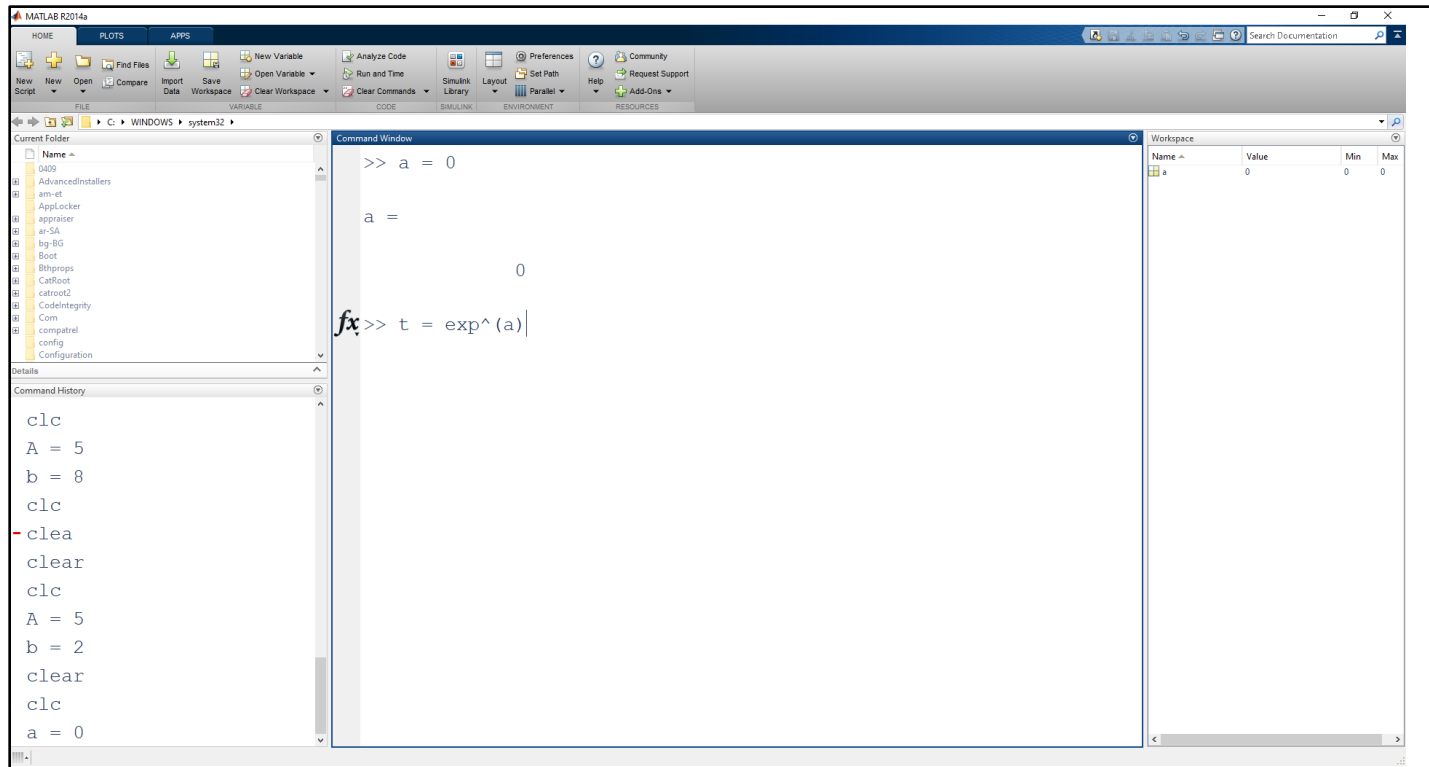 MATLAB R2014a
HOME PLOTS APPS
Search Documentation
New Script
New
Open
Find Files
Compare
Import Data
Save Workspace
New Variable
Open Variable
Clear Workspace
Analyze Code
Run and Time
Clear Commands
Simulink Library
Layout
Preferences
Set Path
Parallel
Help
Community
Request Support
Add-Ons
FILE VARIABLE CODE SIMULINK ENVIRONMENT RESOURCES
C: WINDOWS system32
Current Folder
Name
0409
AdvancedInstallers
am-et
AppLocker
appraiser
ar-SA
bg-BG
Boot
Bthprops
CatRoot
catroot2
CodeIntegrity
Com
compatrel
config
Configuration
Details
Command History
clc
A = 5
b = 8
clc
clea
clear
clc
A = 5
b = 2
clear
clc
a = 0
Command Window
>> a = 0
a =
0
fx >> t = exp^(a)
Workspace
Name Value Min Max
a 0 0 0